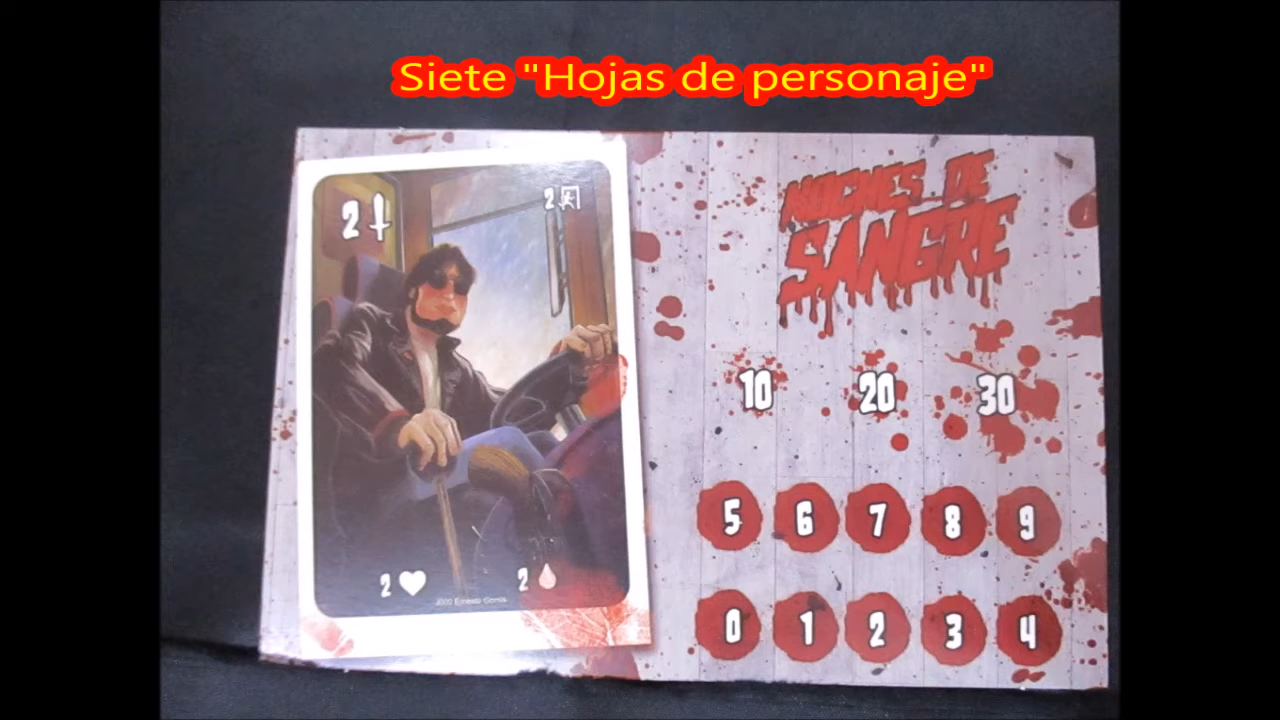 Siete "Hojas de personaje"
2
2
NOCHES DE
SANGRE
10 20 30
5 6 7 8 9
2 2
0 1 2 3 4